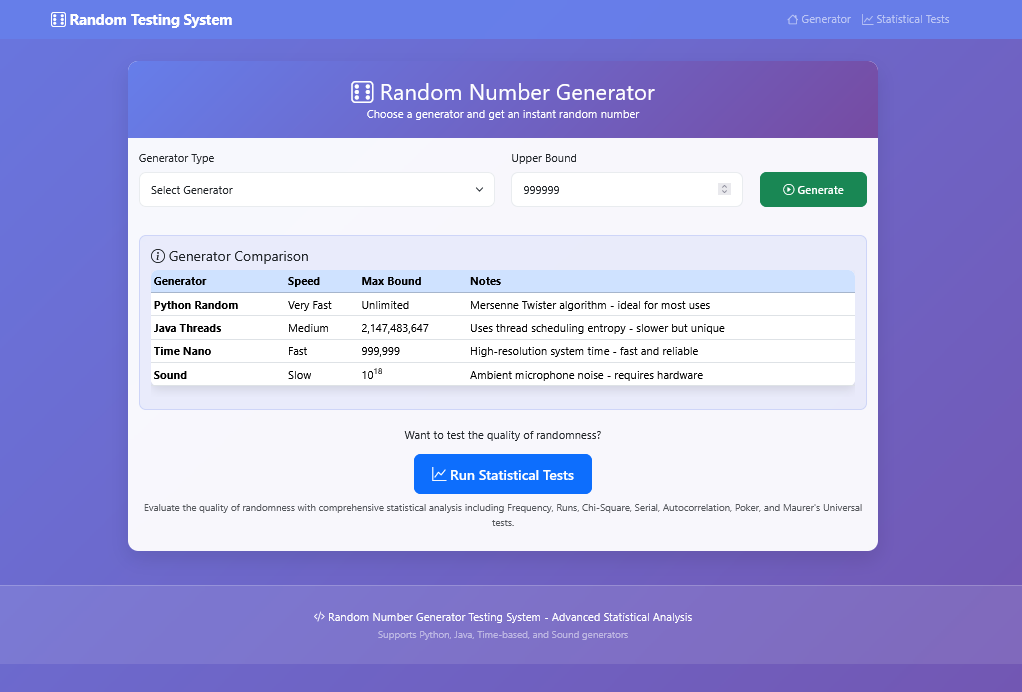 Random Testing System
Generator Statistical Tests
Random Number Generator
Choose a generator and get an instant random number
Generator Type Upper Bound
Select Generator 999999 Generate
Generator Comparison
Generator Speed Max Bound Notes
Python Random Very Fast Unlimited Mersenne Twister algorithm - ideal for most uses
Java Threads Medium 2,147,483,647 Uses thread scheduling entropy - slower but unique
Time Nano Fast 999,999 High-resolution system time - fast and reliable
Sound Slow 10¹⁸ Ambient microphone noise - requires hardware
Want to test the quality of randomness?
Run Statistical Tests
Evaluate the quality of randomness with comprehensive statistical analysis including Frequency, Runs, Chi-Square, Serial, Autocorrelation, Poker, and Maurer's Universal
tests.
Random Number Generator Testing System - Advanced Statistical Analysis
Supports Python, Java, Time-based, and Sound generators